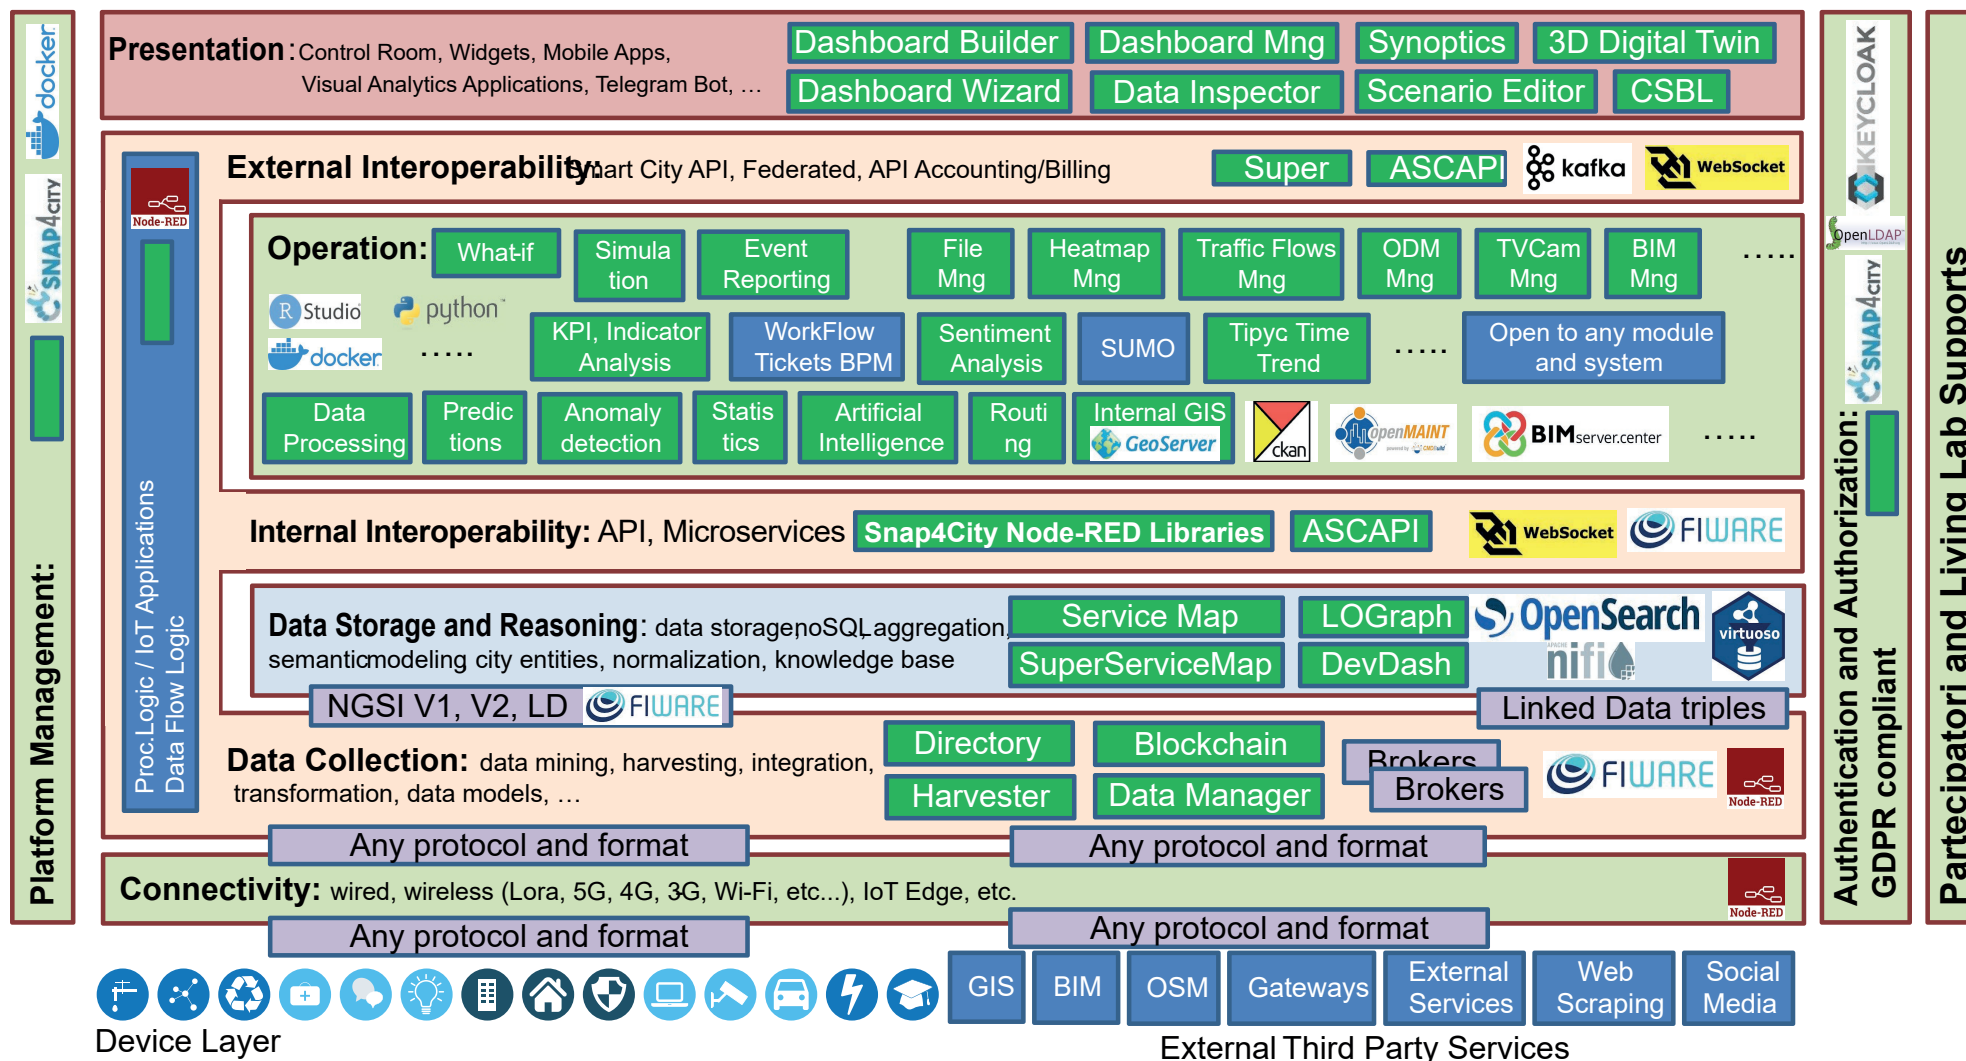 Presentation: Control Room, Widgets, Mobile Apps,
Visual Analytics Applications, Telegram Bot, …
Dashboard Builder
Dashboard Mng
Synoptics
3D Digital Twin
Dashboard Wizard
Data Inspector
Scenario Editor
CSBL
docker
SNAP4CITY
Platform Management:
Node-RED
Proc.Logic / IoT Applications
Data Flow Logic
External Interoperability: Smart City API, Federated, API Accounting/Billing
Super
ASCAPI
kafka
WebSocket
Operation:
What-if
Simula
tion
Event
Reporting
File
Mng
Heatmap
Mng
Traffic Flows
Mng
ODM
Mng
TVCam
Mng
BIM
Mng
.....
R Studio
python
docker
.....
KPI, Indicator
Analysis
WorkFlow
Tickets BPM
Sentiment
Analysis
SUMO
Tipyc Time
Trend
.....
Open to any module
and system
Data
Processing
Predic
tions
Anomaly
detection
Statis
tics
Artificial
Intelligence
Routi
ng
Internal GIS
GeoServer
ckan
openMAINT
powered by
BIMserver.center
.....
Internal Interoperability: API, Microservices
Snap4City Node-RED Libraries
ASCAPI
WebSocket
FIWARE
Data Storage and Reasoning: data storage, noSQL, aggregation,
semantic modeling city entities, normalization, knowledge base
Service Map
LOGraph
SuperServiceMap
DevDash
OpenSearch
APACHE
nifi
virtuoso
NGSI V1, V2, LD FIWARE
Linked Data triples
Data Collection: data mining, harvesting, integration,
transformation, data models, …
Directory
Blockchain
Harvester
Data Manager
Brokers
Brokers
FIWARE
Node-RED
Any protocol and format
Any protocol and format
Connectivity: wired, wireless (Lora, 5G, 4G, 3G, Wi-Fi, etc...), IoT Edge, etc.
Node-RED
Any protocol and format
Any protocol and format
Device Layer
GIS
BIM
OSM
Gateways
External
Services
Web
Scraping
Social
Media
External Third Party Services
KEYCLOAK
OpenLDAP
SNAP4CITY
Authentication and Authorization:
GDPR compliant
Partecipatori and Living Lab Supports